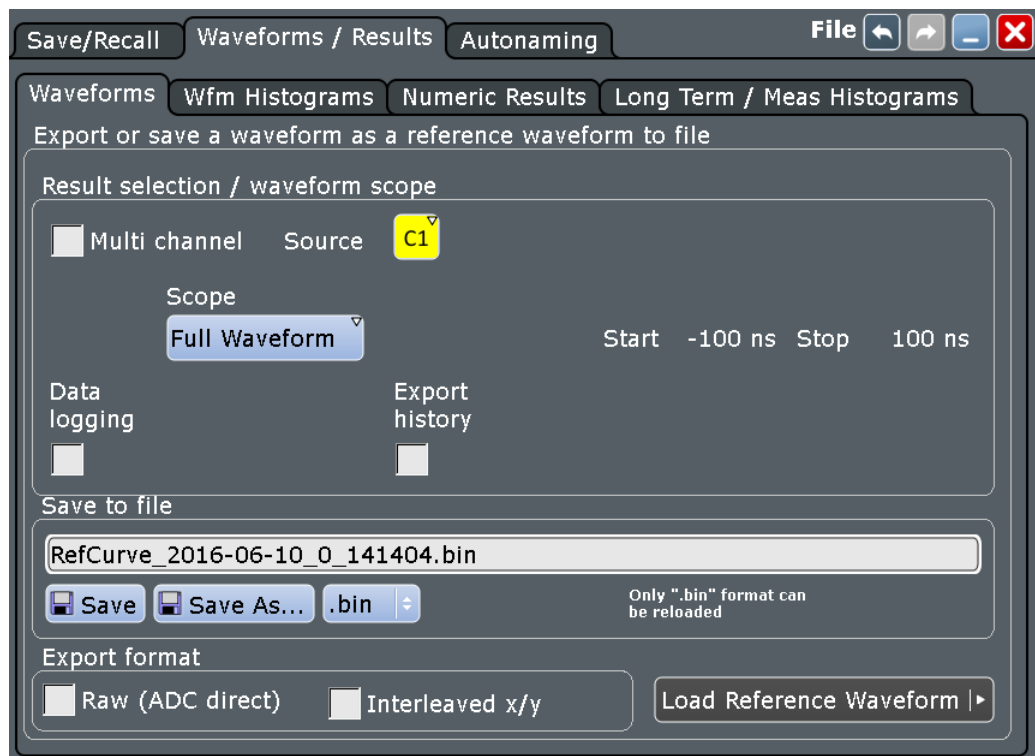 Save/Recall Waveforms / Results Autonaming File
Waveforms Wfm Histograms Numeric Results Long Term / Meas Histograms
Export or save a waveform as a reference waveform to file
Result selection / waveform scope
Multi channel Source C1
Scope
Full Waveform Start -100 ns Stop 100 ns
Data Export
logging history
Save to file
RefCurve_2016-06-10_0_141404.bin
Save Save As... .bin
Only ".bin" format can
be reloaded
Export format
Raw (ADC direct) Interleaved x/y Load Reference Waveform